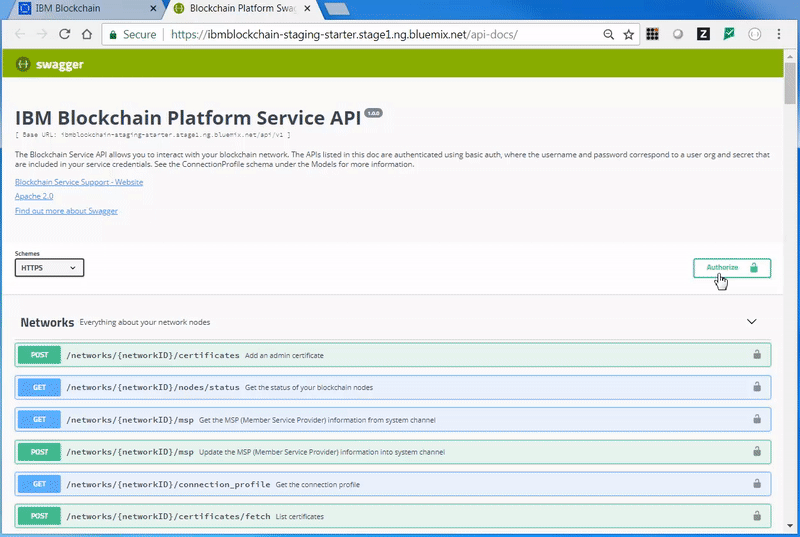 IBM Blockchain
Blockchain Platform Swa
Secure
https://ibmblockchain-staging-starter.stage1.ng.bluemix.net/api-docs/
Z
swagger
IBM Blockchain Platform Service API 1.0.0
[ Base URL: ibmblockchain-staging-starter.stage1.ng.bluemix.net/api/v1 ]
The Blockchain Service API allows you to interact with your blockchain network. The APIs listed in this doc are authenticated using basic auth, where the username and password correspond to a user org and secret that
are included in your service credentials. See the ConnectionProfile schema under the Models for more information.
Blockchain Service Support - Website
Apache 2.0
Find out more about Swagger
Schemes
HTTPS
Authorize
Networks Everything about your network nodes
POST /networks/{networkID}/certificates Add an admin certificate
GET /networks/{networkID}/nodes/status Get the status of your blockchain nodes
GET /networks/{networkID}/msp Get the MSP (Member Service Provider) information from system channel
POST /networks/{networkID}/msp Update the MSP (Member Service Provider) information into system channel
GET /networks/{networkID}/connection_profile Get the connection profile
POST /networks/{networkID}/certificates/fetch List certificates